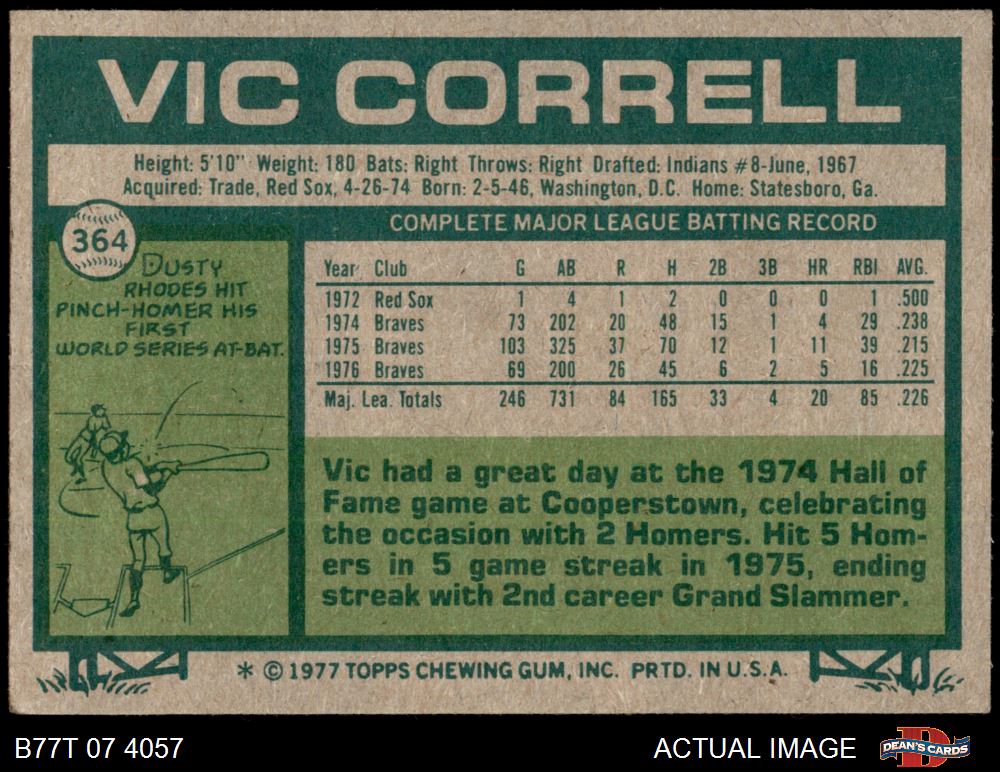 VIC CORRELL
Height: 5'10" Weight: 180 Bats: Right Throws: Right Drafted: Indians #8-June, 1967
Acquired: Trade, Red Sox, 4-26-74 Born: 2-5-46, Washington, D.C. Home: Statesboro, Ga.
364
COMPLETE MAJOR LEAGUE BATTING RECORD
DUSTY
RHODES HIT
PINCH-HOMER HIS
FIRST
WORLD SERIES AT-BAT.
Year Club G AB R H 2B 3B HR RBI AVG.
1972 Red Sox 1 4 1 2 0 0 0 1 .500
1974 Braves 73 202 20 48 15 1 4 29 .238
1975 Braves 103 325 37 70 12 1 11 39 .215
1976 Braves 69 200 26 45 6 2 5 16 .225
Maj. Lea. Totals 246 731 84 165 33 4 20 85 .226
Vic had a great day at the 1974 Hall of
Fame game at Cooperstown, celebrating
the occasion with 2 Homers. Hit 5 Hom-
ers in 5 game streak in 1975, ending
streak with 2nd career Grand Slammer.
* © 1977 TOPPS CHEWING GUM, INC. PRTD. IN U.S.A.
B77T 07 4057
ACTUAL IMAGE
D
DEAN'S CARDS